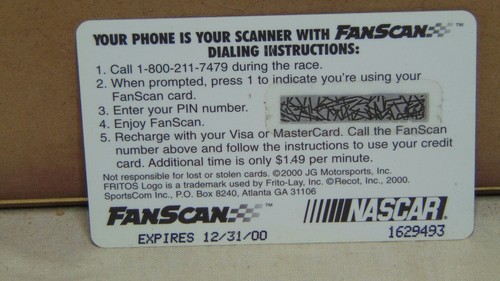 YOUR PHONE IS YOUR SCANNER WITH FANSCAN™
DIALING INSTRUCTIONS:
1. Call 1-800-211-7479 during the race.
2. When prompted, press 1 to indicate you're using your
FanScan card.
3. Enter your PIN number.
4. Enjoy FanScan.
5. Recharge with your Visa or MasterCard. Call the FanScan
number above and follow the instructions to use your credit
card. Additional time is only $1.49 per minute.
Not responsible for lost or stolen cards. ©2000 JG Motorsports, Inc.
FRITOS Logo is a trademark used by Frito-Lay, Inc. ©Recot, Inc., 2000.
SportsCom Inc., P.O. Box 8240, Atlanta GA 31106
FANSCAN™ NASCAR
EXPIRES 12/31/00 1629493